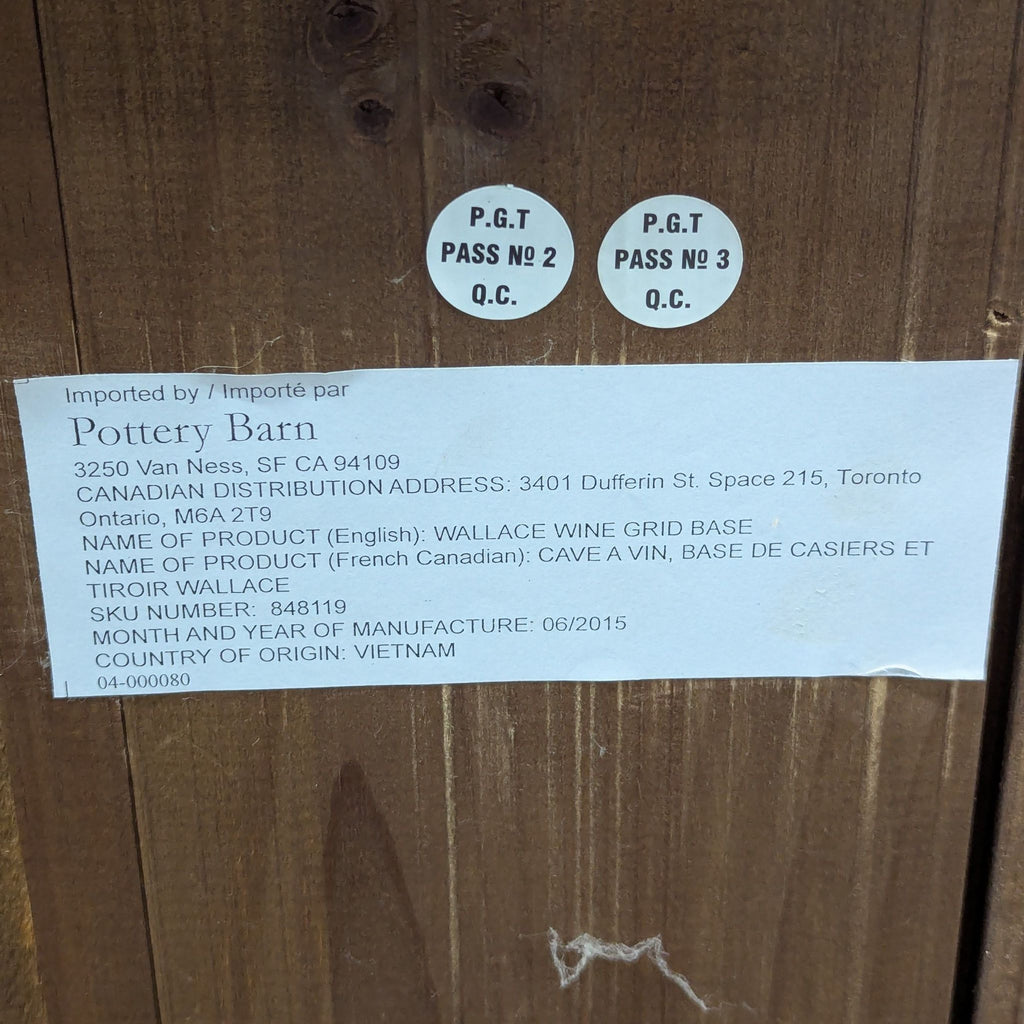 P.G.T
PASS Nº 2
Q.C.
P.G.T
PASS Nº 3
Q.C.
Imported by / Importé par
Pottery Barn
3250 Van Ness, SF CA 94109
CANADIAN DISTRIBUTION ADDRESS: 3401 Dufferin St. Space 215, Toronto
Ontario, M6A 2T9
NAME OF PRODUCT (English): WALLACE WINE GRID BASE
NAME OF PRODUCT (French Canadian): CAVE A VIN, BASE DE CASIERS ET
TIROIR WALLACE
SKU NUMBER: 848119
MONTH AND YEAR OF MANUFACTURE: 06/2015
COUNTRY OF ORIGIN: VIETNAM
04-000080